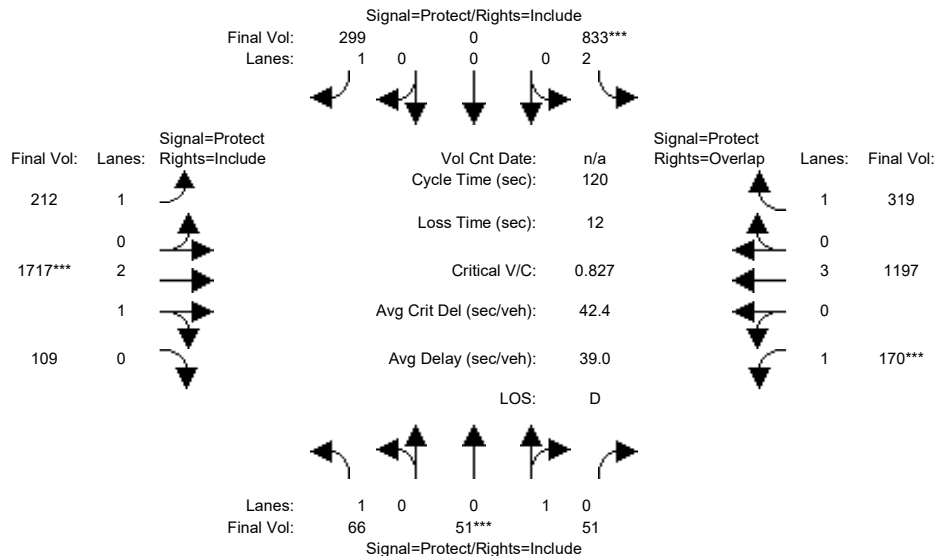 Signal=Protect/Rights=Include
Final Vol: 299 0 833***
Lanes: 1 0 0 0 2
Signal=Protect
Final Vol: Lanes: Rights=Include
Vol Cnt Date: n/a
Signal=Protect
Rights=Overlap Lanes: Final Vol:
Cycle Time (sec): 120
212 1
1 319
Loss Time (sec): 12
0
0
1717*** 2
Critical V/C: 0.827
3 1197
1
Avg Crit Del (sec/veh): 42.4
0
109 0
Avg Delay (sec/veh): 39.0
1 170***
LOS: D
Lanes: 1 0 0 1 0
Final Vol: 66 51*** 51
Signal=Protect/Rights=Include